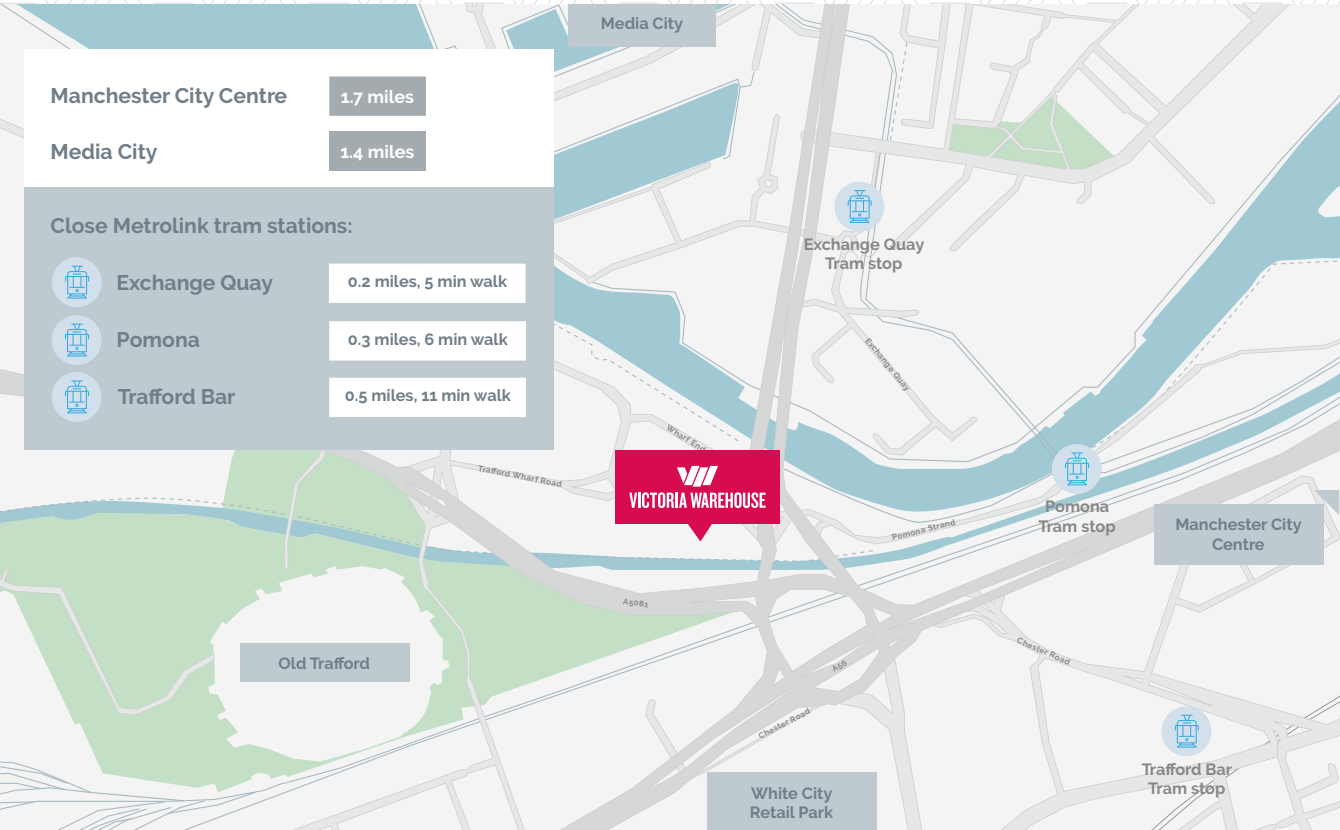 Media City
Manchester City Centre
1.7 miles
Media City
1.4 miles
Close Metrolink tram stations:
Exchange Quay
0.2 miles, 5 min walk
Pomona
0.3 miles, 6 min walk
Trafford Bar
0.5 miles, 11 min walk
Exchange Quay
Tram stop
Exchange Quay
Wharf End
Trafford Wharf Road
VICTORIA WAREHOUSE
Pomona Strand
Pomona
Tram stop
Manchester City
Centre
A5081
Old Trafford
A56
Chester Road
Chester Road
Trafford Bar
Tram stop
White City
Retail Park